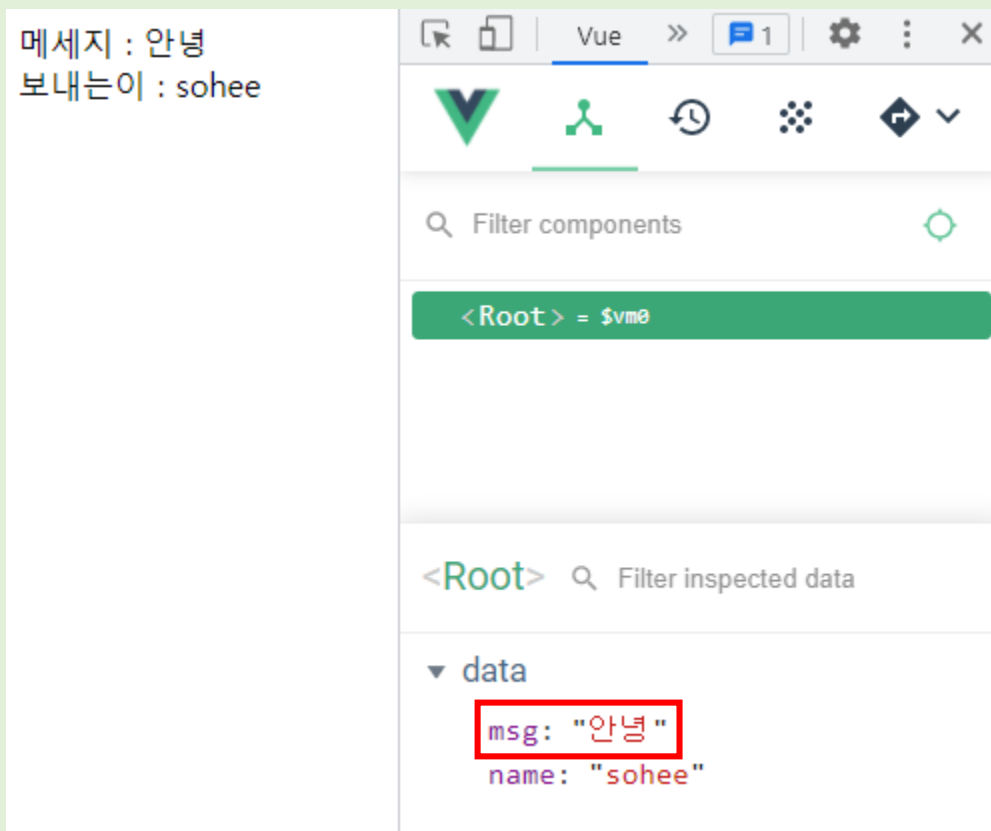 메세지 : 안녕
보내는이 : sohee
Vue
1
Filter components
<Root> = $vm0
<Root> Filter inspected data
data
msg: "안녕"
name: "sohee"